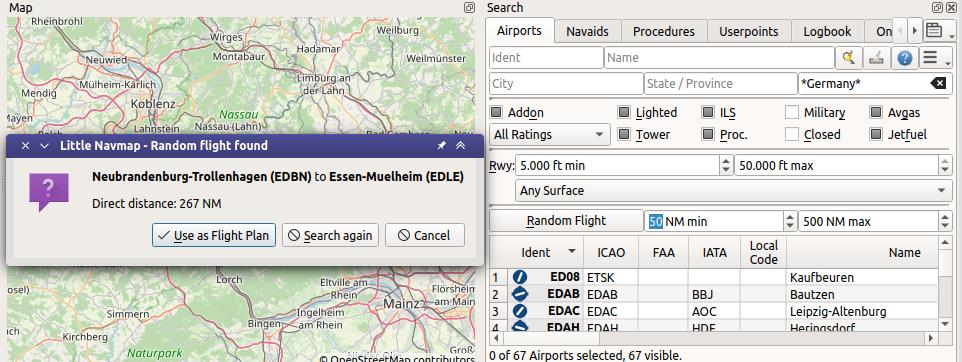 Map
Wirges
Montabaur
Hadamar
Weilburg
Weilmünster
Neuwied
Mülheim-Kärlich
Mendig
Koblenz
Limburg an
der Lahn
Nassau
Lahnstein
Nassau (Lahn)
Little Navmap - Random flight found
Neubrandenburg-Trollenhagen (EDBN) to Essen-Muelheim (EDLE)
Direct distance: 267 NM
Use as Flight Plan
Search again
Cancel
Lorch
Eltville am
Rhein
Mainz
Ingelheim
am Rhein
Bingen
Naturpark
© OpenStreetMap contributors
Search
Airports
Navaids
Procedures
Userpoints
Logbook
On
Ident
Name
City
State / Province
*Germany*
Addon
Lighted
ILS
Military
Avgas
All Ratings
Tower
Proc.
Closed
Jetfuel
Rwy:
5.000 ft min
50.000 ft max
Any Surface
Random Flight
50 NM min
500 NM max
Ident ICAO FAA IATA Local Code Name
1 ED08 ETSK Kaufbeuren
2 EDAB EDAB BBJ Bautzen
3 EDAC EDAC AOC Leipzig-Altenburg
4 EDAH EDAH HDF Heringsdorf
0 of 67 Airports selected, 67 visible.